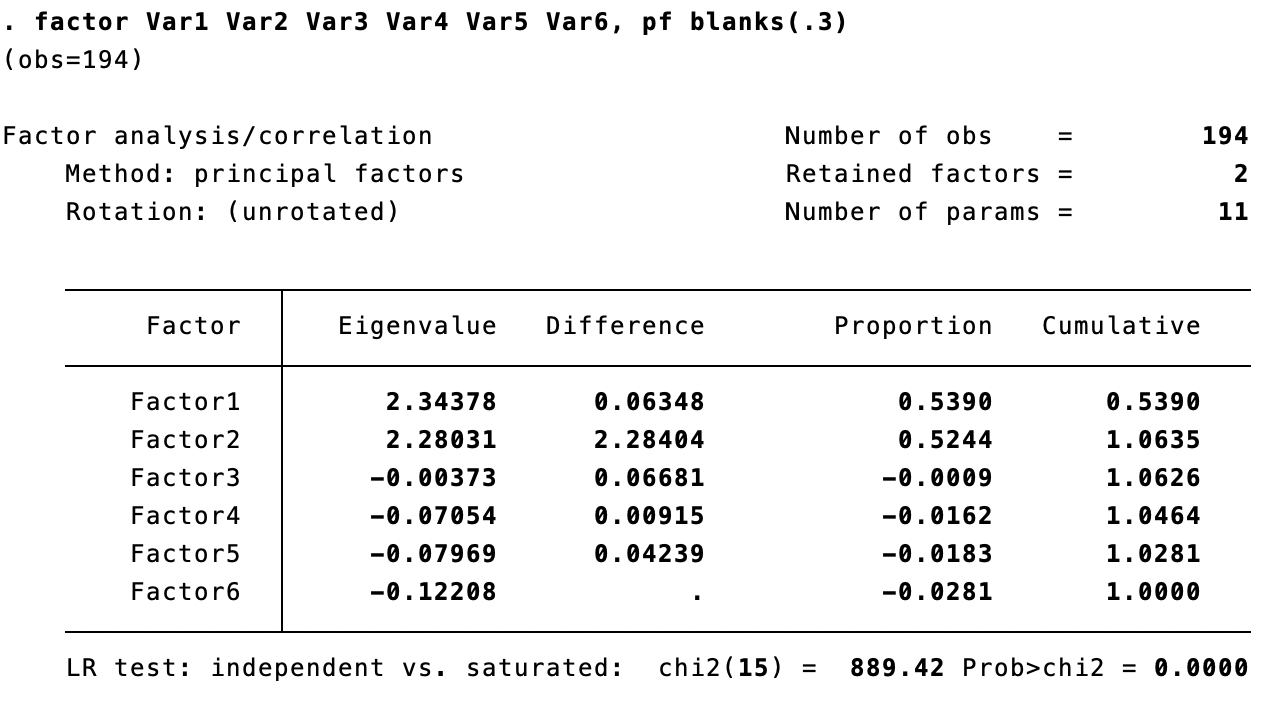 . factor Var1 Var2 Var3 Var4 Var5 Var6, pf blanks(.3)
(obs=194)
Factor analysis/correlation Number of obs = 194
Method: principal factors Retained factors = 2
Rotation: (unrotated) Number of params = 11
Factor Eigenvalue Difference Proportion Cumulative
Factor1 2.34378 0.06348 0.5390 0.5390
Factor2 2.28031 2.28404 0.5244 1.0635
Factor3 -0.00373 0.06681 -0.0009 1.0626
Factor4 -0.07054 0.00915 -0.0162 1.0464
Factor5 -0.07969 0.04239 -0.0183 1.0281
Factor6 -0.12208 . -0.0281 1.0000
LR test: independent vs. saturated: chi2(15) = 889.42 Prob>chi2 = 0.0000